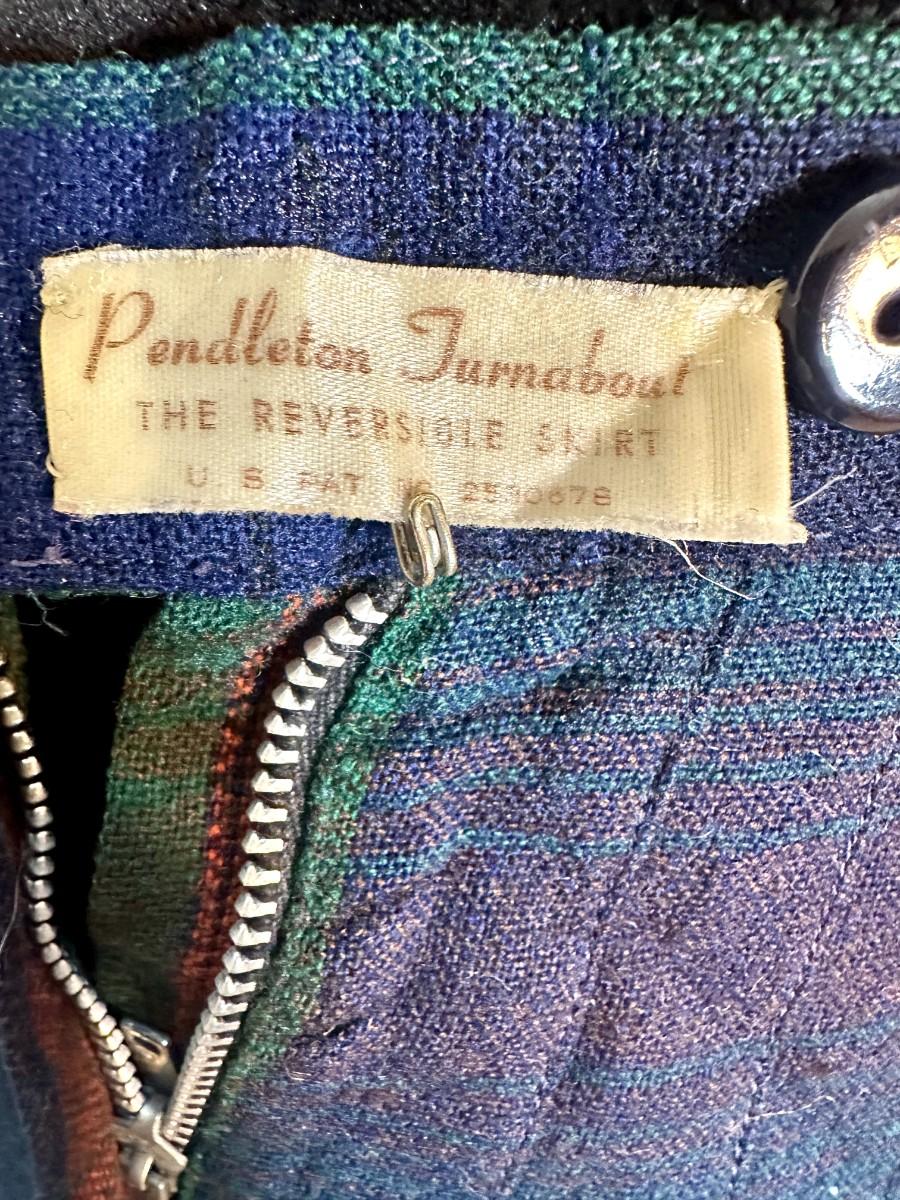 Pendleton Turnabout
THE REVERSIBLE SKIRT
U S PAT